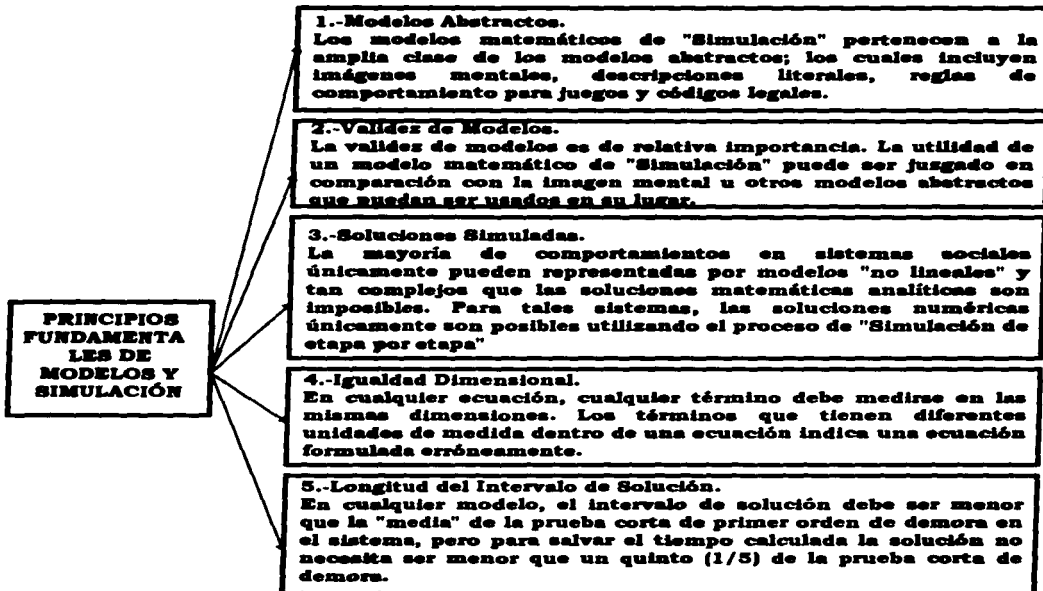 PRINCIPIOS
FUNDAMENTA
LES DE
MODELOS Y
SIMULACIÓN
1.-Modelos Abstractos.
Los modelos matemáticos de "Simulación" pertenecen a la
amplia clase de los modelos abstractos; los cuales incluyen
imágenes mentales, descripciones literales, reglas de
comportamiento para juegos y códigos legales.
2.-Validez de Modelos.
La validez de modelos es de relativa importancia. La utilidad de
un modelo matemático de "Simulación" puede ser juzgado en
comparación con la imagen mental u otros modelos abstractos
que puedan ser usados en su lugar.
3.-Soluciones Simuladas.
La mayoría de comportamientos en sistemas sociales
únicamente pueden representadas por modelos "no lineales" y
tan complejos que las soluciones matemáticas analíticas son
imposibles. Para tales sistemas, las soluciones numéricas
únicamente son posibles utilizando el proceso de "Simulación de
etapa por etapa"
4.-Igualdad Dimensional.
En cualquier ecuación, cualquier término debe medirse en las
mismas dimensiones. Los términos que tienen diferentes
unidades de medida dentro de una ecuación indica una ecuación
formulada erróneamente.
5.-Longitud del Intervalo de Solución.
En cualquier modelo, el intervalo de solución debe ser menor
que la "media" de la prueba corta de primer orden de demora en
el sistema, pero para salvar el tiempo calculada la solución no
necesita ser menor que un quinto (1/5) de la prueba corta de
demora.